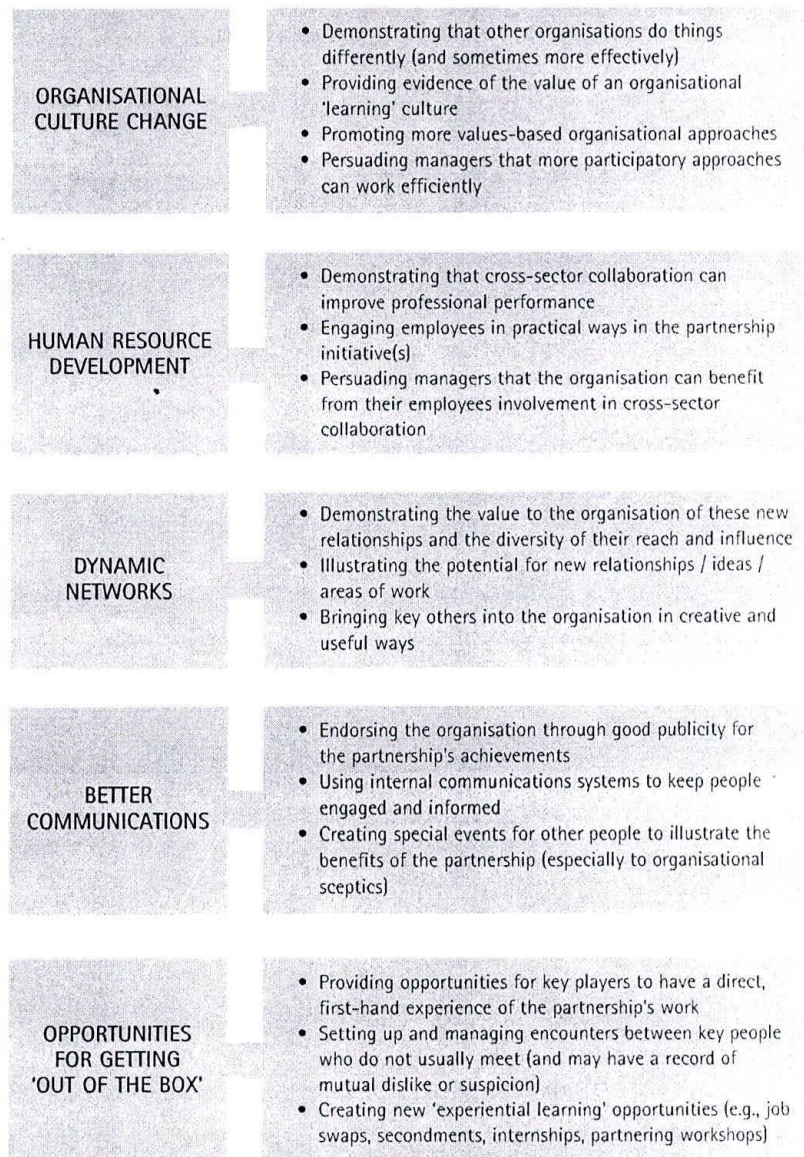 ORGANISATIONAL
CULTURE CHANGE
• Demonstrating that other organisations do things
differently (and sometimes more effectively)
• Providing evidence of the value of an organisational
'learning' culture
• Promoting more values-based organisational approaches
• Persuading managers that more participatory approaches
can work efficiently
HUMAN RESOURCE
DEVELOPMENT
• Demonstrating that cross-sector collaboration can
improve professional performance
• Engaging employees in practical ways in the partnership
initiative(s)
• Persuading managers that the organisation can benefit
from their employees involvement in cross-sector
collaboration
DYNAMIC
NETWORKS
• Demonstrating the value to the organisation of these new
relationships and the diversity of their reach and influence
• Illustrating the potential for new relationships / ideas /
areas of work
• Bringing key others into the organisation in creative and
useful ways
BETTER
COMMUNICATIONS
• Endorsing the organisation through good publicity for
the partnership's achievements
• Using internal communications systems to keep people
engaged and informed
• Creating special events for other people to illustrate the
benefits of the partnership (especially to organisational
sceptics)
OPPORTUNITIES
FOR GETTING
'OUT OF THE BOX'
• Providing opportunities for key players to have a direct,
first-hand experience of the partnership's work
• Setting up and managing encounters between key people
who do not usually meet (and may have a record of
mutual dislike or suspicion)
• Creating new 'experiential learning' opportunities (e.g., job
swaps, secondments, internships, partnering workshops)